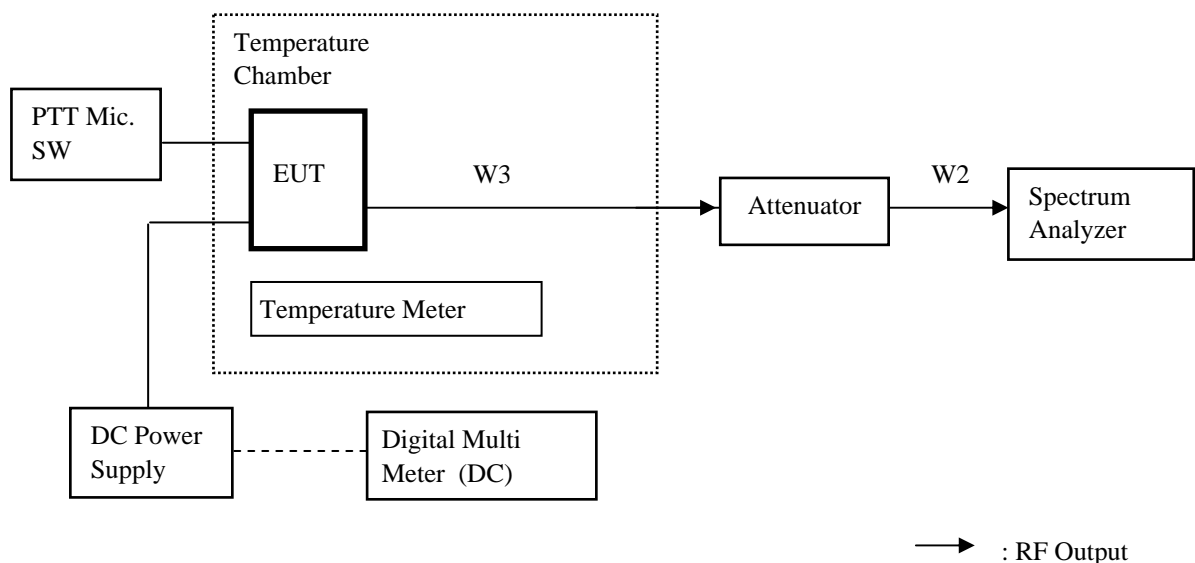 Temperature
Chamber
PTT Mic.
SW
EUT
W3
Attenuator
W2
Spectrum
Analyzer
Temperature Meter
DC Power
Supply
Digital Multi
Meter (DC)
: RF Output